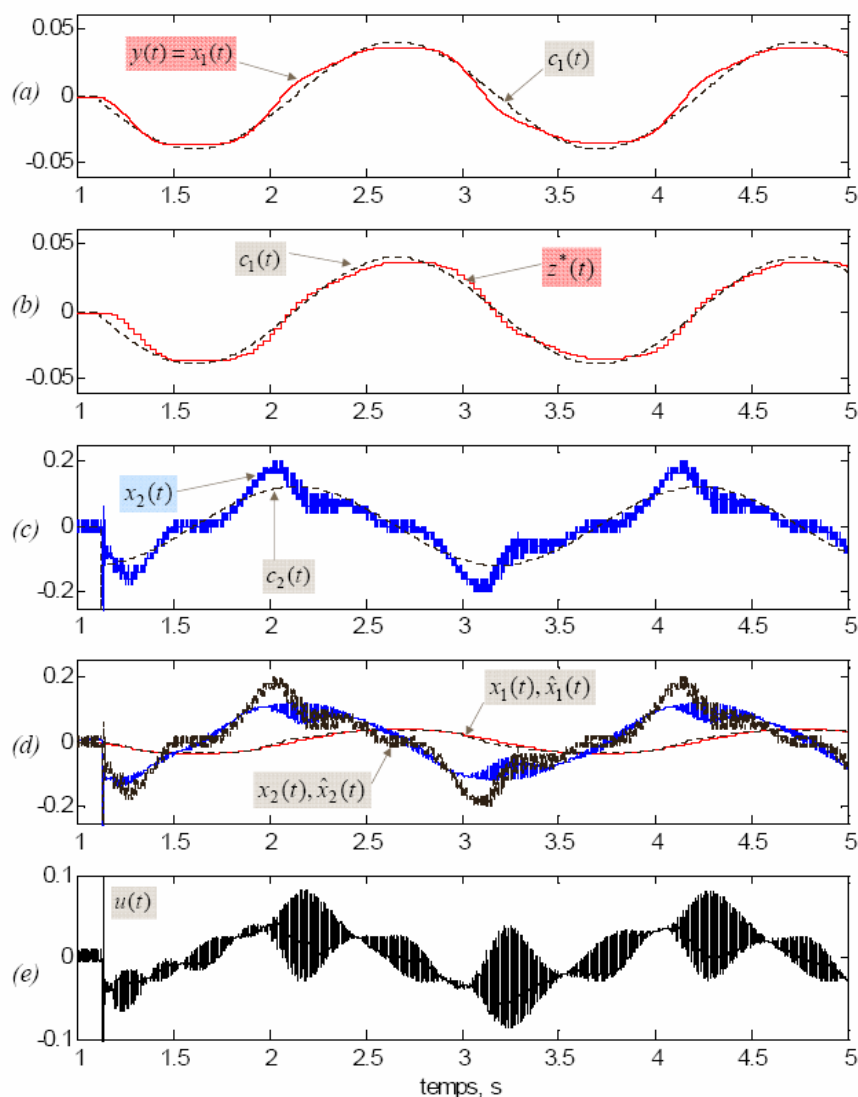 0.05
y(t) = x₁(t)
c₁(t)
(a)
0
-0.05
1 1.5 2 2.5 3 3.5 4 4.5 5
0.05
c₁(t)
z*(t)
(b)
0
-0.05
1 1.5 2 2.5 3 3.5 4 4.5 5
0.2
x₂(t)
(c)
0
c₂(t)
-0.2
1 1.5 2 2.5 3 3.5 4 4.5 5
0.2
x₁(t), x̂₁(t)
(d)
0
x₂(t), x̂₂(t)
-0.2
1 1.5 2 2.5 3 3.5 4 4.5 5
0.1
u(t)
(e)
0
-0.1
1 1.5 2 2.5 3 3.5 4 4.5 5
temps, s